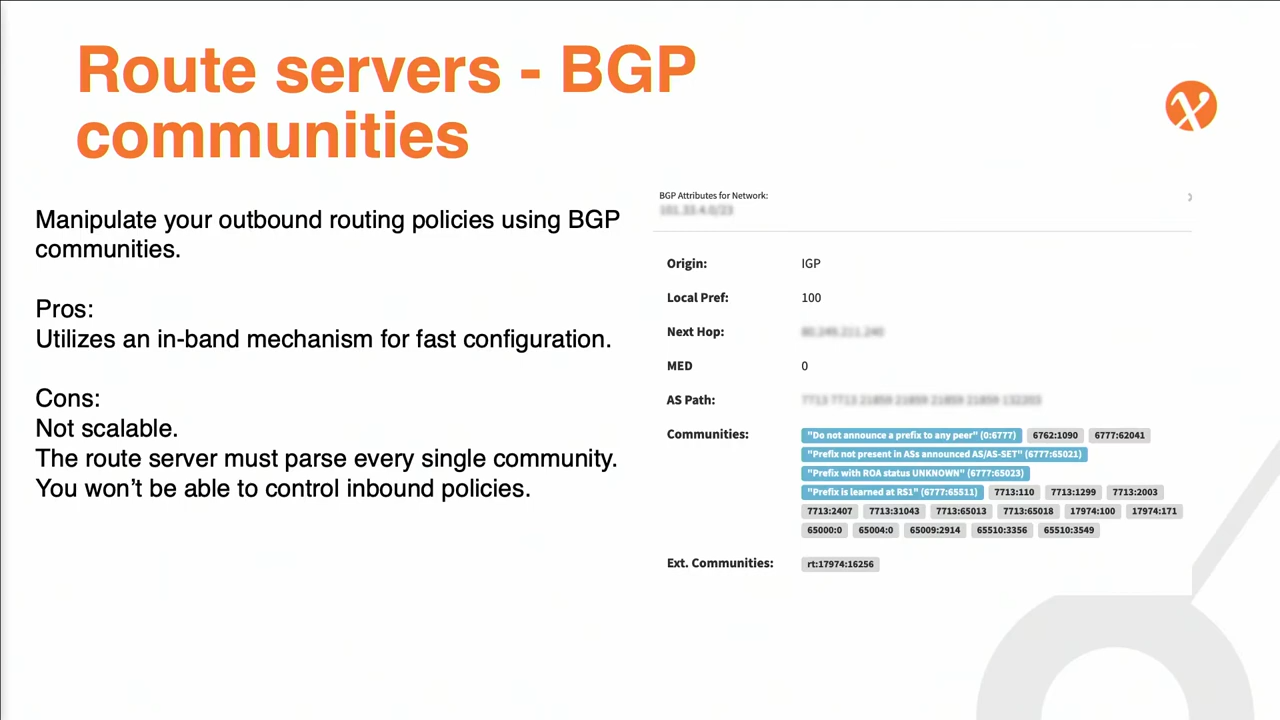 Route servers - BGP
communities
Manipulate your outbound routing policies using BGP
communities.
Pros:
Utilizes an in-band mechanism for fast configuration.
Cons:
Not scalable.
The route server must parse every single community.
You won’t be able to control inbound policies.
BGP Attributes for Network:
Origin: IGP
Local Pref: 100
Next Hop:
MED 0
AS Path:
Communities: "Do not announce a prefix to any peer" (0:6777) 6762:1090 6777:62041
"Prefix not present in ASs announced AS/AS-SET" (6777:65021)
"Prefix with ROA status UNKNOWN" (6777:65023)
"Prefix is learned at RS1" (6777:65511) 7713:110 7713:1299 7713:2003
7713:2407 7713:31043 7713:65013 7713:65018 17974:100 17974:171
65000:0 65004:0 65009:2914 65510:3356 65510:3549
Ext. Communities: rt:17974:16256